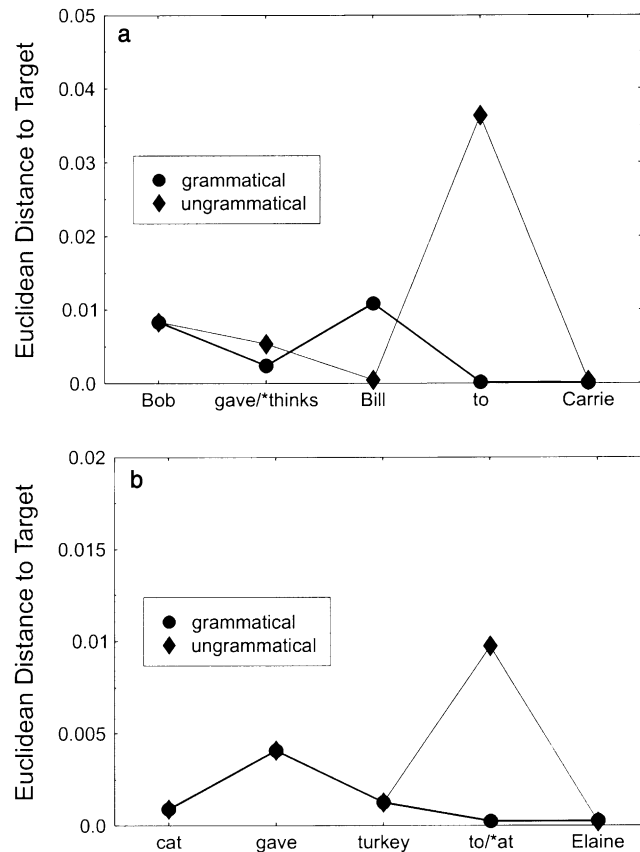 a
0.05
0.04
0.03
0.02
0.01
0.0
Euclidean Distance to Target
grammatical
ungrammatical
Bob gave/*thinks Bill to Carrie
b
0.02
0.015
0.01
0.005
0.0
Euclidean Distance to Target
grammatical
ungrammatical
cat gave turkey to/*at Elaine